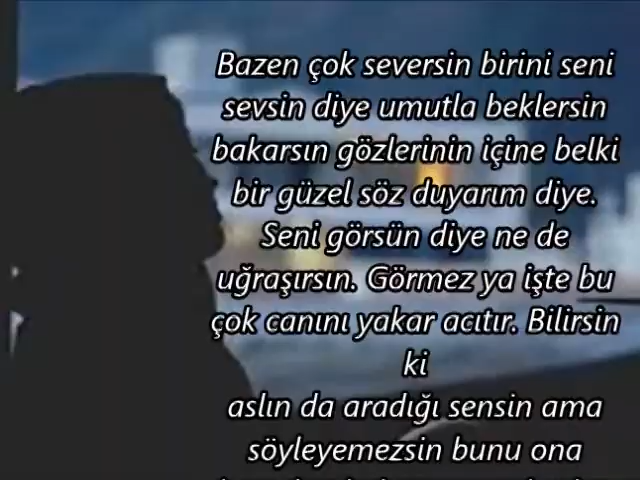 Bazen çok seversin birini seni
sevsin diye umutla beklersin
bakarsın gözlerinin içine belki
bir güzel söz duyarım diye.
Seni görsün diye ne de
uğraşırsın. Görmez ya işte bu
çok canını yakar acıtır. Bilirsin
ki
aslın da aradığı sensin ama
söyleyemezsin bunu ona